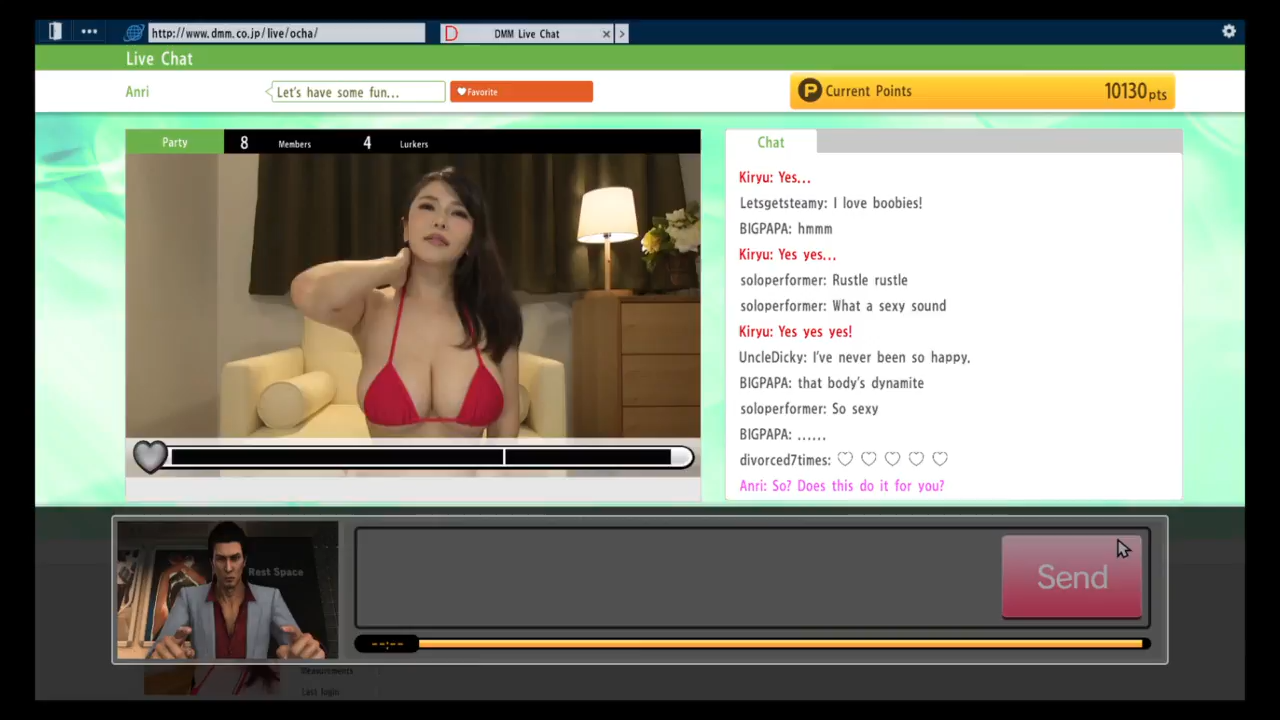 http://www.dmm.co.jp/live/ocha/
D
DMM Live Chat
Live Chat
Anri
Let's have some fun...
Favorite
P
Current Points
10130pts
Party
8 Members
4 Lurkers
Chat
Kiryu: Yes...
Letsgetsteamy: I love boobies!
BIGPAPA: hmmm
Kiryu: Yes yes...
soloperformer: Rustle rustle
soloperformer: What a sexy sound
Kiryu: Yes yes yes!
UncleDicky: I've never been so happy.
BIGPAPA: that body's dynamite
soloperformer: So sexy
BIGPAPA: ......
divorced7times: ♡ ♡ ♡ ♡ ♡
Anri: So? Does this do it for you?
Rest Space
Send
--:--
Measurements
Last login